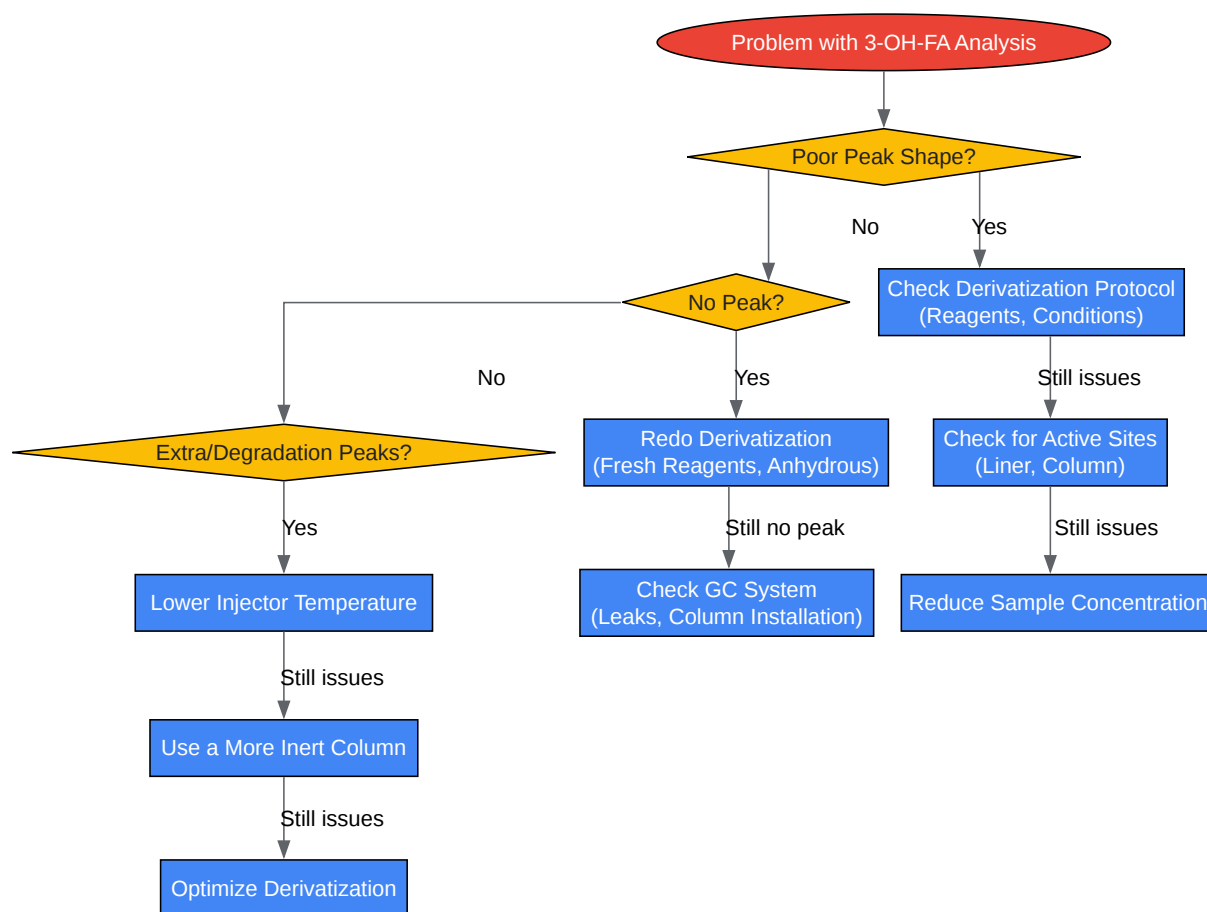 Problem with 3-OH-FA Analysis
Poor Peak Shape?
No
Yes
Check Derivatization Protocol
(Reagents, Conditions)
No Peak?
No
Yes
Still issues
Extra/Degradation Peaks?
Redo Derivatization
(Fresh Reagents, Anhydrous)
Check for Active Sites
(Liner, Column)
Yes
Still no peak
Still issues
Lower Injector Temperature
Check GC System
(Leaks, Column Installation)
Reduce Sample Concentration
Still issues
Use a More Inert Column
Still issues
Optimize Derivatization